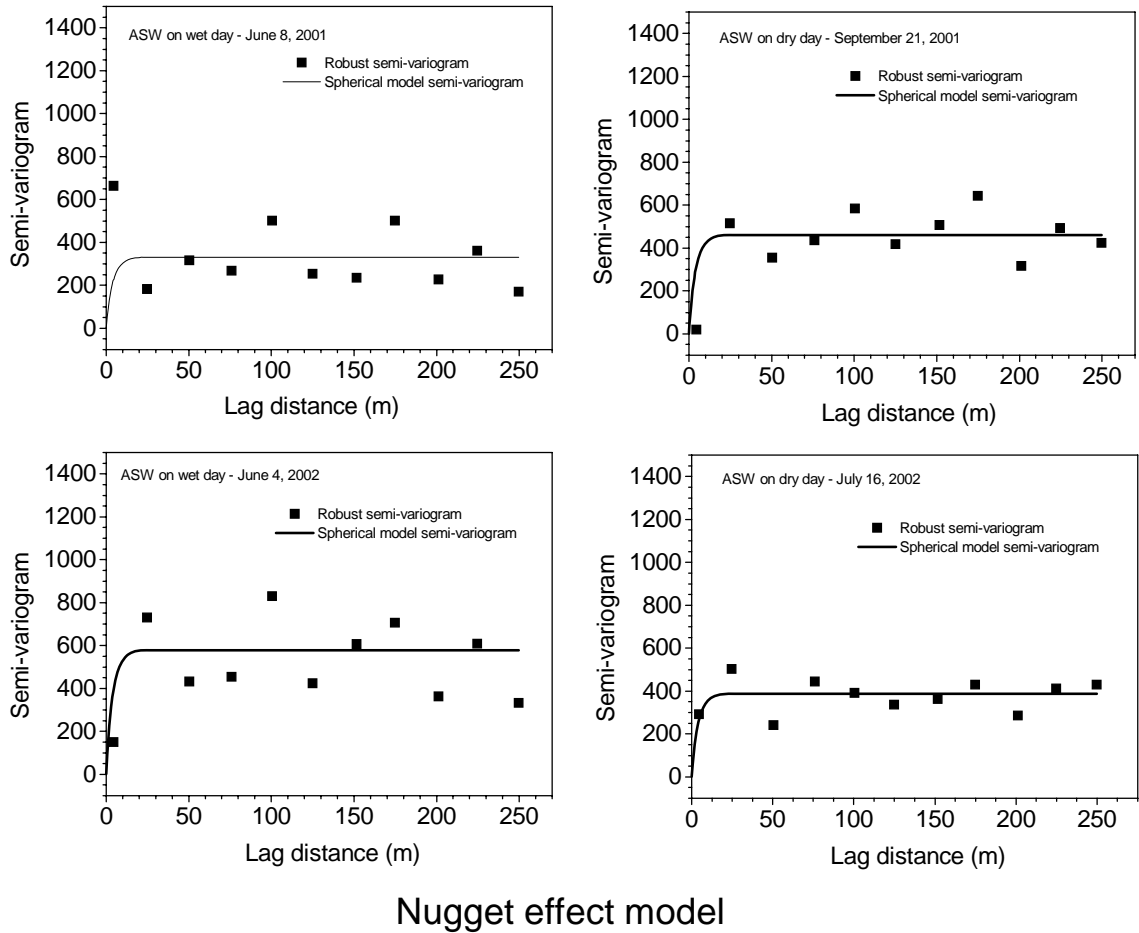 ASW on wet day - June 8, 2001
Robust semi-variogram
Spherical model semi-variogram
Semi-variogram
1400
1200
1000
800
600
400
200
0
0 50 100 150 200 250
Lag distance (m)
ASW on dry day - September 21, 2001
Robust semi-variogram
Spherical model semi-variogram
Semi-variogram
1400
1200
1000
800
600
400
200
0
0 50 100 150 200 250
Lag distance (m)
ASW on wet day - June 4, 2002
Robust semi-variogram
Spherical model semi-variogram
Semi-variogram
1400
1200
1000
800
600
400
200
0
0 50 100 150 200 250
Lag distance (m)
ASW on dry day - July 16, 2002
Robust semi-variogram
Spherical model semi-variogram
Semi-variogram
1400
1200
1000
800
600
400
200
0
0 50 100 150 200 250
Lag distance (m)
Nugget effect model